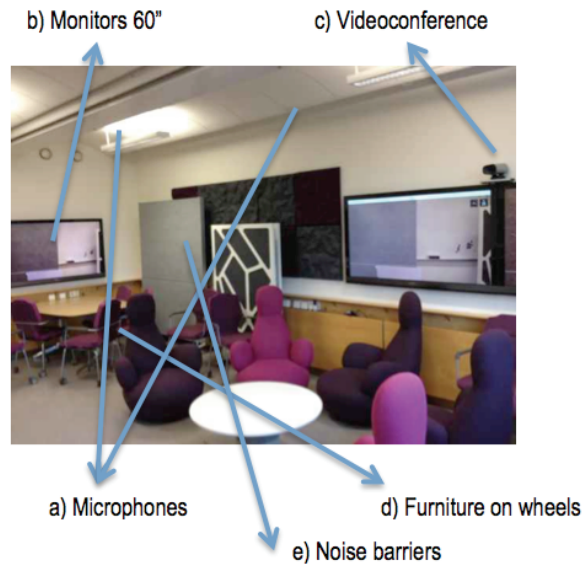 b) Monitors 60”
c) Videoconference
a) Microphones
d) Furniture on wheels
e) Noise barriers